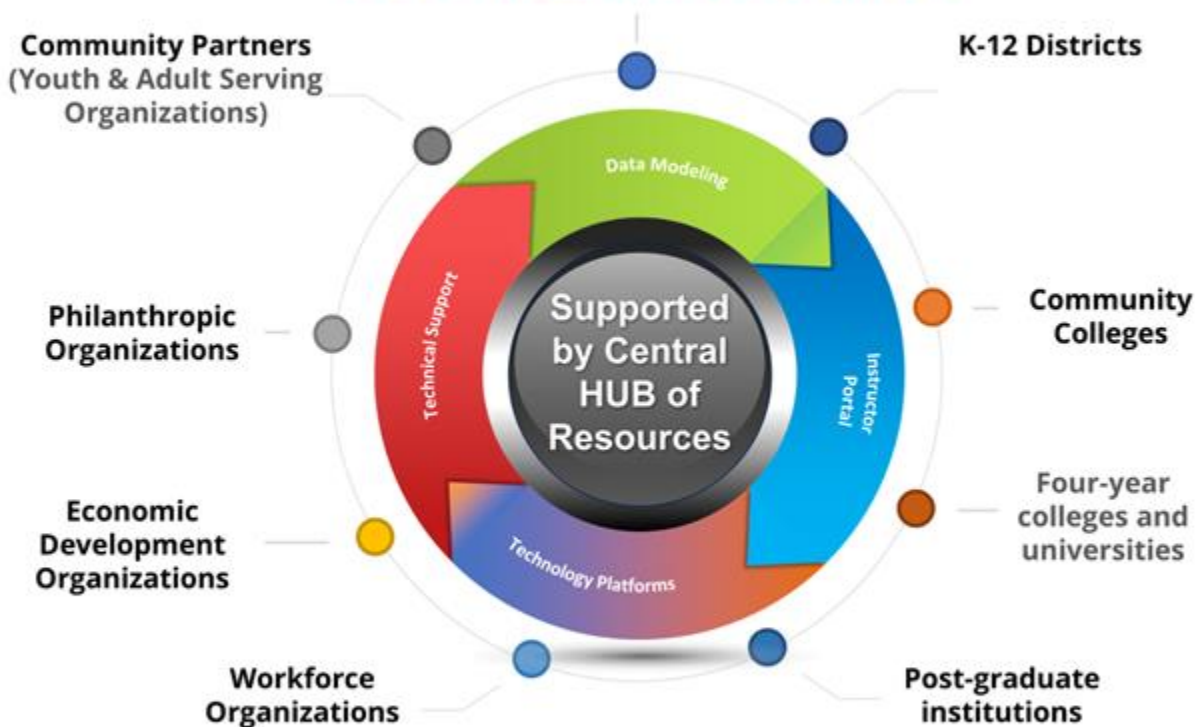 Community Partners
(Youth & Adult Serving
Organizations)
K-12 Districts
Data Modeling
Technical Support
Supported
by Central
HUB of
Resources
Instructor
Portal
Technology Platforms
Philanthropic
Organizations
Community
Colleges
Economic
Development
Organizations
Four-year
colleges and
universities
Workforce
Organizations
Post-graduate
institutions